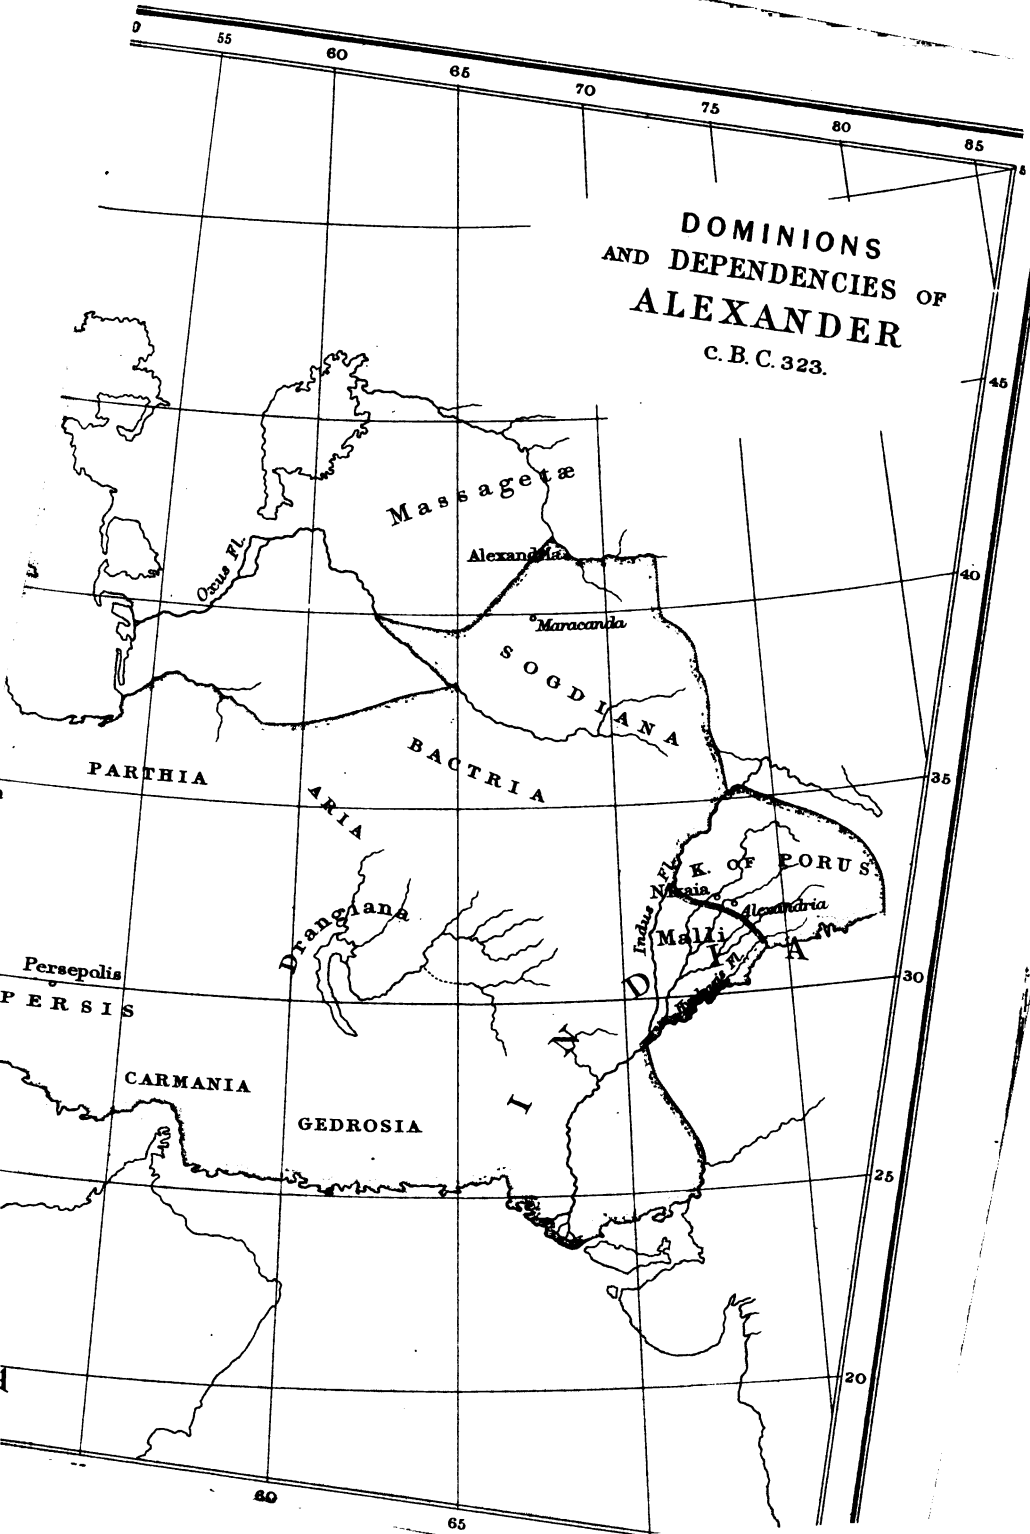 55
60
65
70
75
80
85
DOMINIONS
AND DEPENDENCIES OF
ALEXANDER
C. B. C. 323.
45
Massagetæ
Oxus Fl.
40
Maracanda
SOGDIANA
BACTRIA
35
PARTHIA
ARIA
K. OF PORUS
Indus Fl.
Alexandria
Drangiana
Malli
INDIA
Persepolis
PERSIS
30
CARMANIA
GEDROSIA
25
20
60
65